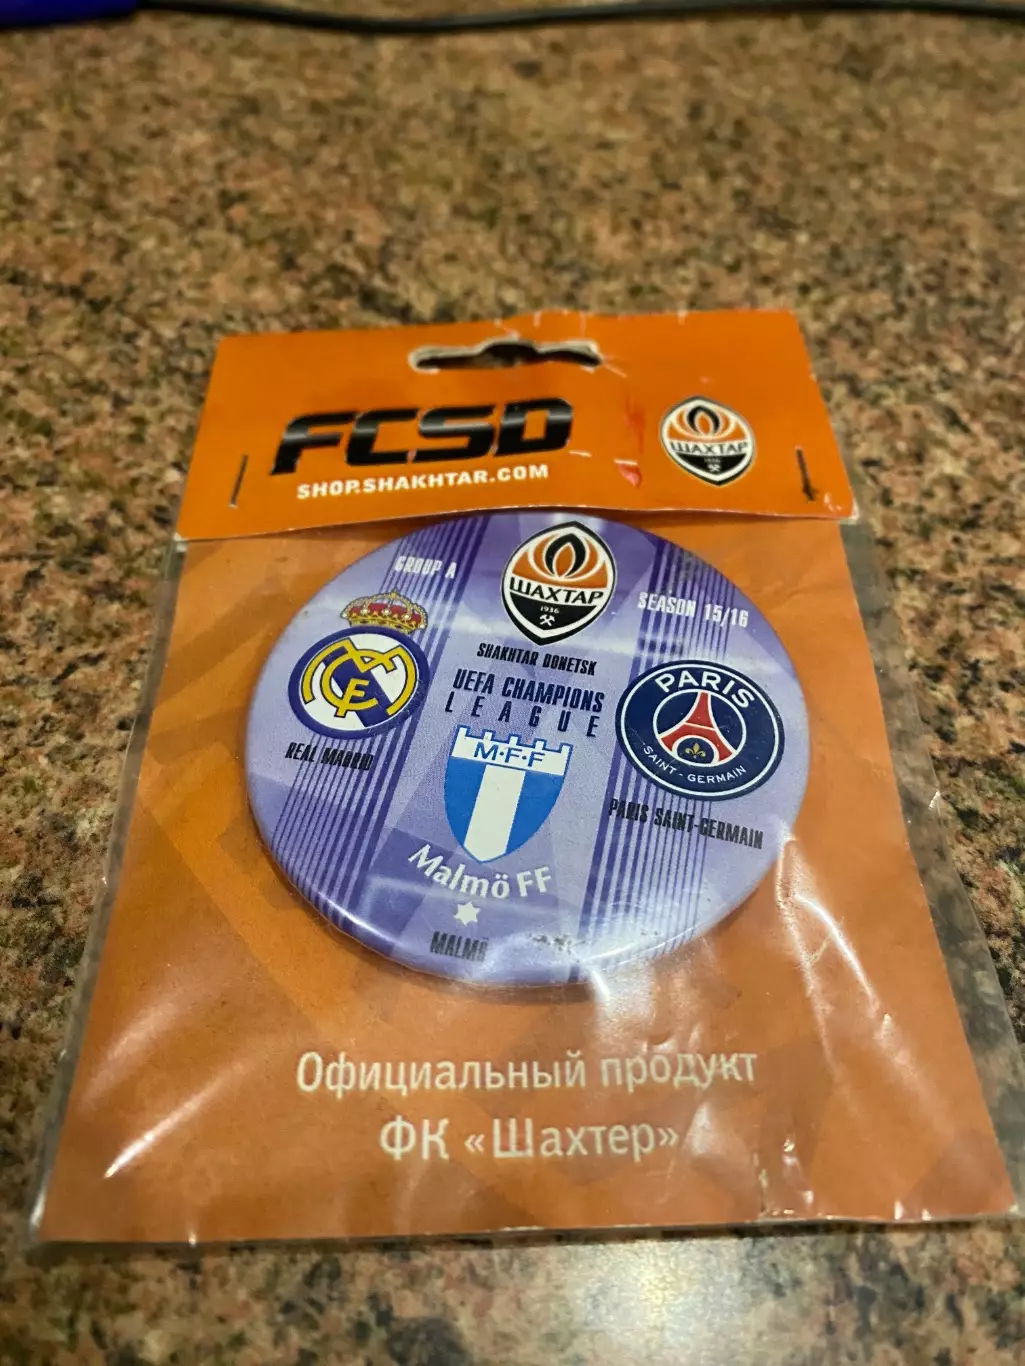 FCSD
SHOP.SHAKHTAR.COM
ШАХТАР
1936
GROUP A
ШАХТАР
1936
SEASON 15/16
SHAKHTAR DONETSK
UEFA CHAMPIONS
LEAGUE
REAL MADRID
PARIS
SAINT-GERMAIN
PARIS SAINT-GERMAIN
M·F·F
Malmö FF
MALMÖ
Официальный продукт
ФК «Шахтер»